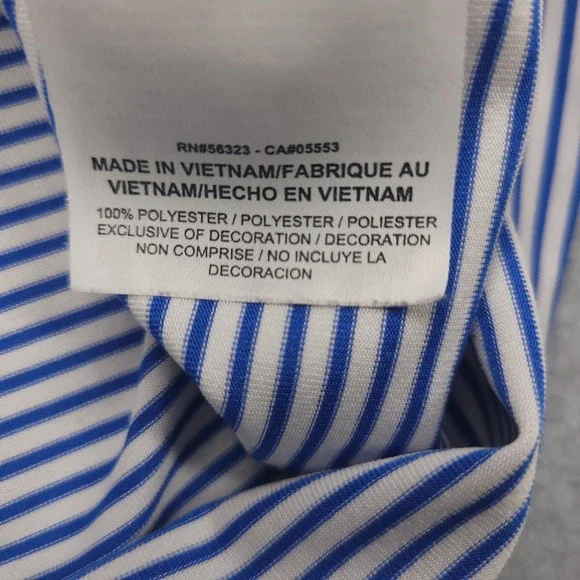 RN#56323 - CA#05553
MADE IN VIETNAM/FABRIQUE AU
VIETNAM/HECHO EN VIETNAM
100% POLYESTER / POLYESTER / POLIESTER
EXCLUSIVE OF DECORATION / DECORATION
NON COMPRISE / NO INCLUYE LA
DECORACION